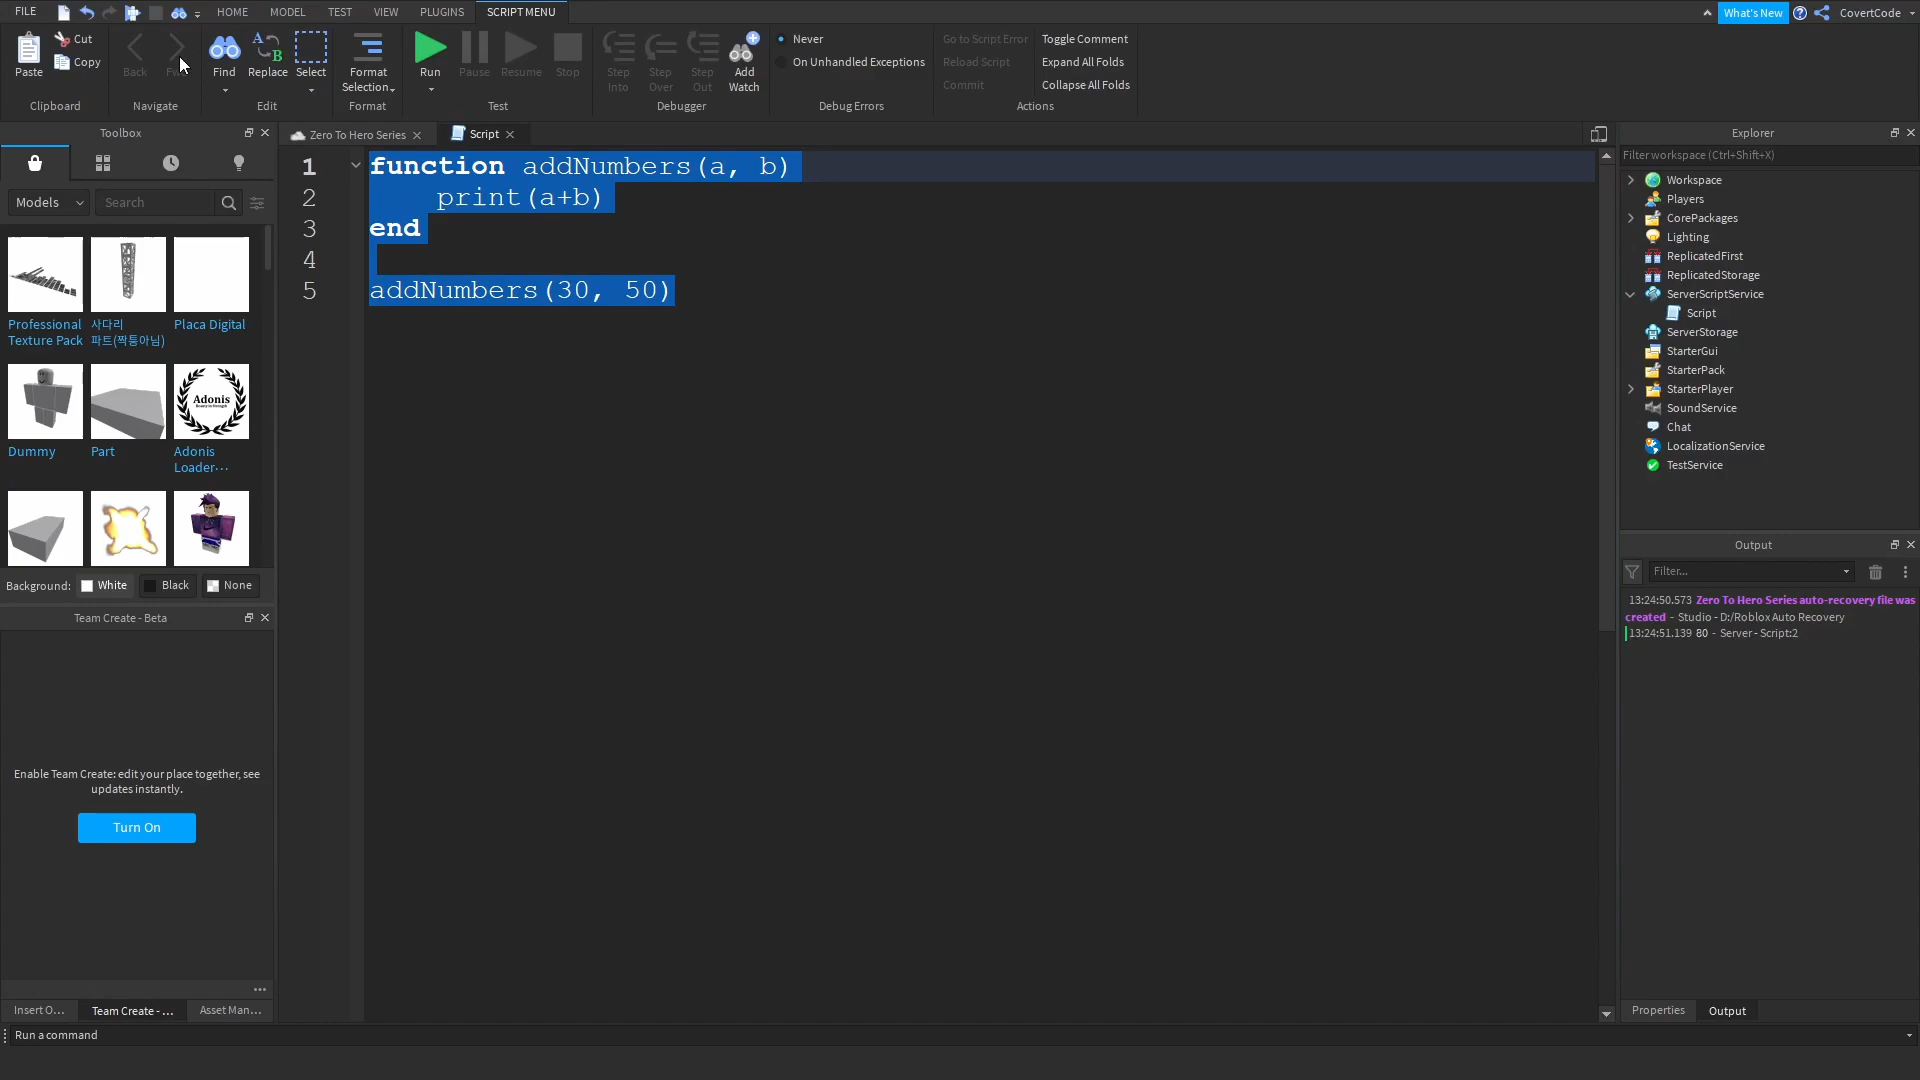 FILE
HOME
MODEL
TEST
VIEW
PLUGINS
SCRIPT MENU
What's New
CovertCode
Paste
Cut
Copy
Clipboard
Back
Navigate
Find
Replace
Select
Edit
Format
Selection
Format
Run
Pause
Resume
Stop
Test
Step
Into
Step
Over
Step
Out
Add
Watch
Debugger
Never
On Unhandled Exceptions
Debug Errors
Go to Script Error
Reload Script
Commit
Toggle Comment
Expand All Folds
Collapse All Folds
Actions
Toolbox
Models
Search
Professional
Texture Pack
사다리
파트(짝퉁아님)
Placa Digital
Dummy
Part
Adonis
Adonis
Loader...
Background:
White
Black
None
Team Create - Beta
Enable Team Create: edit your place together, see
updates instantly.
Turn On
Insert O...
Team Create - ...
Asset Man...
Run a command
Zero To Hero Series
Script
1 function addNumbers(a, b)
2 print(a+b)
3 end
4
5 addNumbers(30, 50)
Explorer
Filter workspace (Ctrl+Shift+X)
Workspace
Players
CorePackages
Lighting
ReplicatedFirst
ReplicatedStorage
ServerScriptService
Script
ServerStorage
StarterGui
StarterPack
StarterPlayer
SoundService
Chat
LocalizationService
TestService
Output
Filter...
13:24:50.573 Zero To Hero Series auto-recovery file was
created - Studio - D:/Roblox Auto Recovery
13:24:51.139 80 - Server - Script:2
Properties
Output